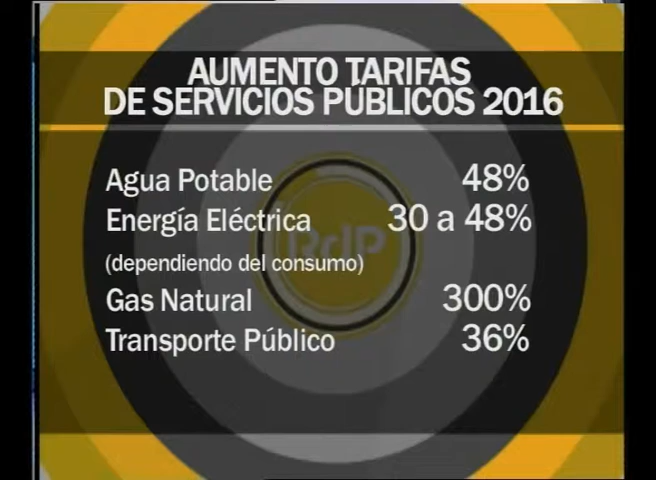 AUMENTO TARIFAS
DE SERVICIOS PÚBLICOS 2016
Agua Potable 48%
Energía Eléctrica 30 a 48%
(dependiendo del consumo)
Gas Natural 300%
Transporte Público 36%
RdP